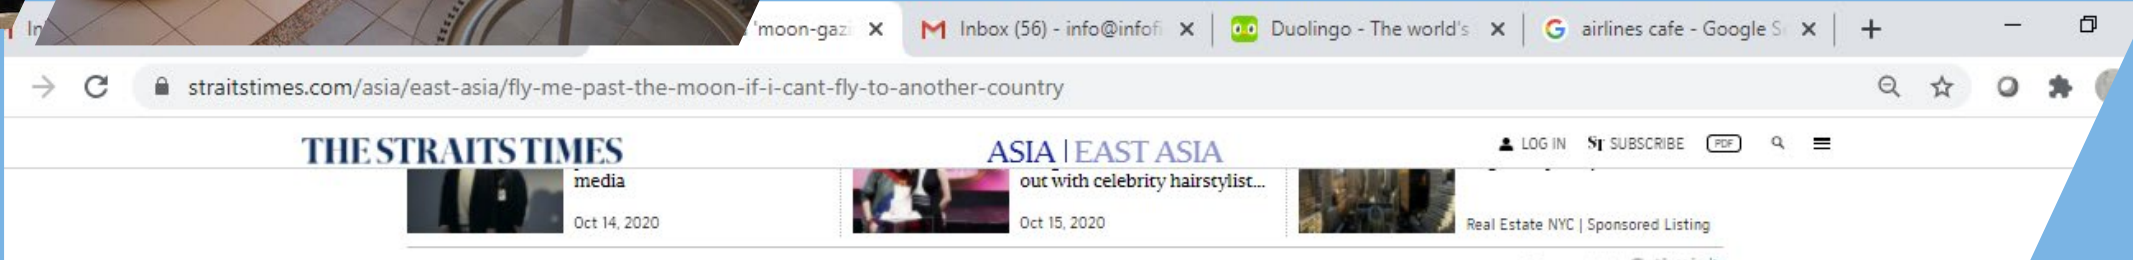 In 'moon-gaz Inbox (56) - info@infof Duolingo - The world's airlines cafe - Google S
straitstimes.com/asia/east-asia/fly-me-past-the-moon-if-i-cant-fly-to-another-country
THE STRAITS TIMES ASIA | EAST ASIA LOG IN ST SUBSCRIBE PDF
media out with celebrity hairstylist...
Oct 14, 2020 Oct 15, 2020 Real Estate NYC | Sponsored Listing